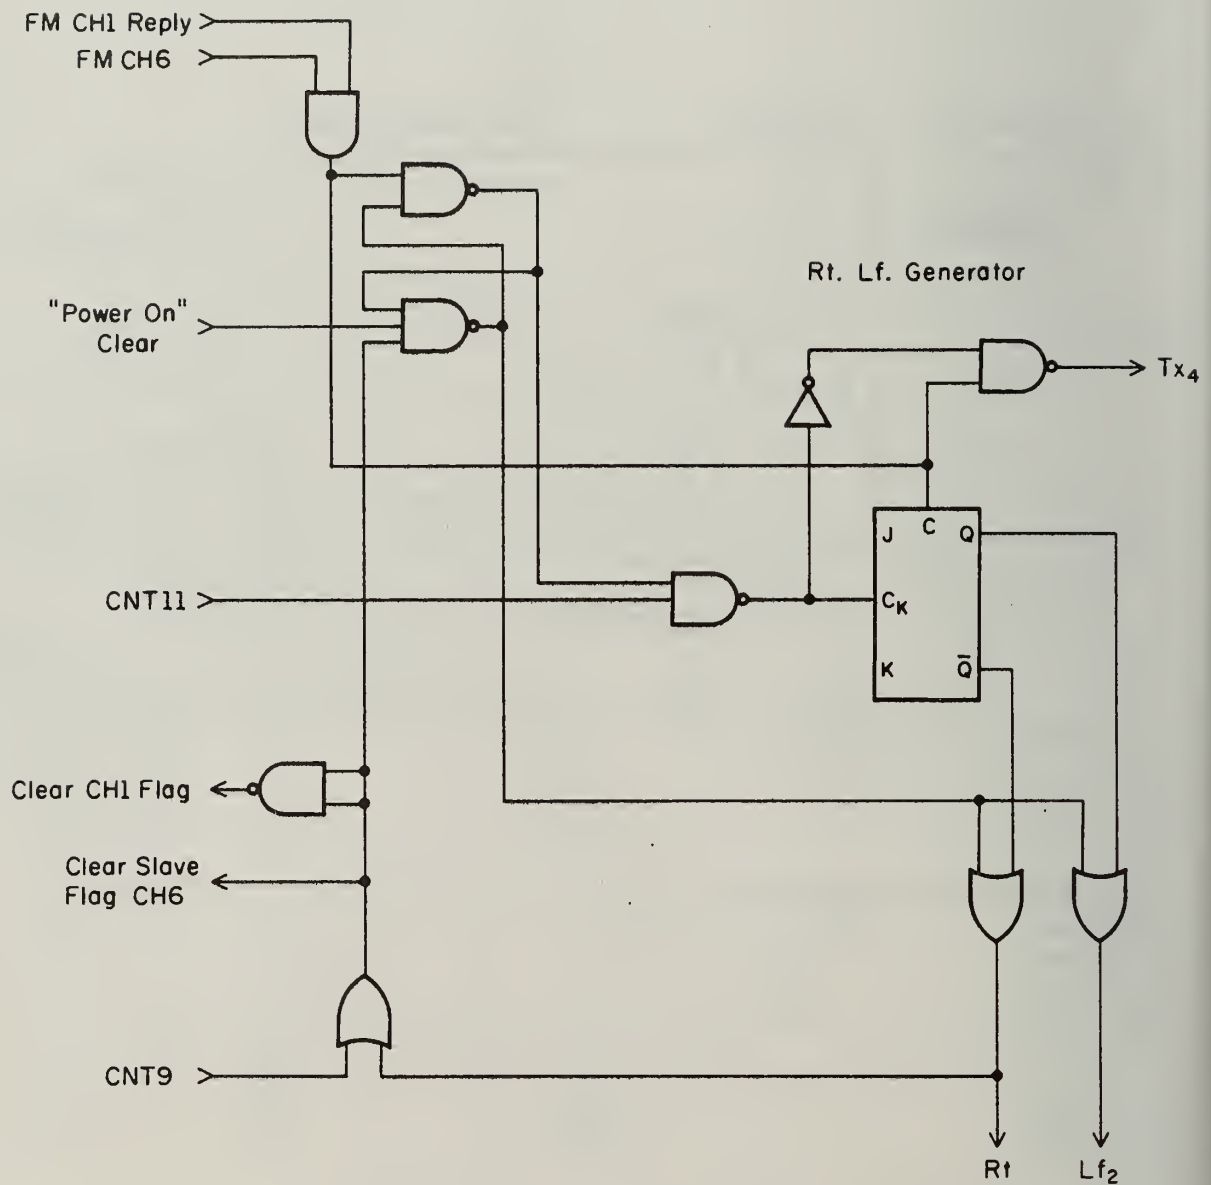 FM CH1 Reply
FM CH6
"Power On"
Clear
Rt. Lf. Generator
Tx4
J C Q
CNT11
CK
K Q̅
Clear CH1 Flag
Clear Slave
Flag CH6
CNT9
Rt Lf2